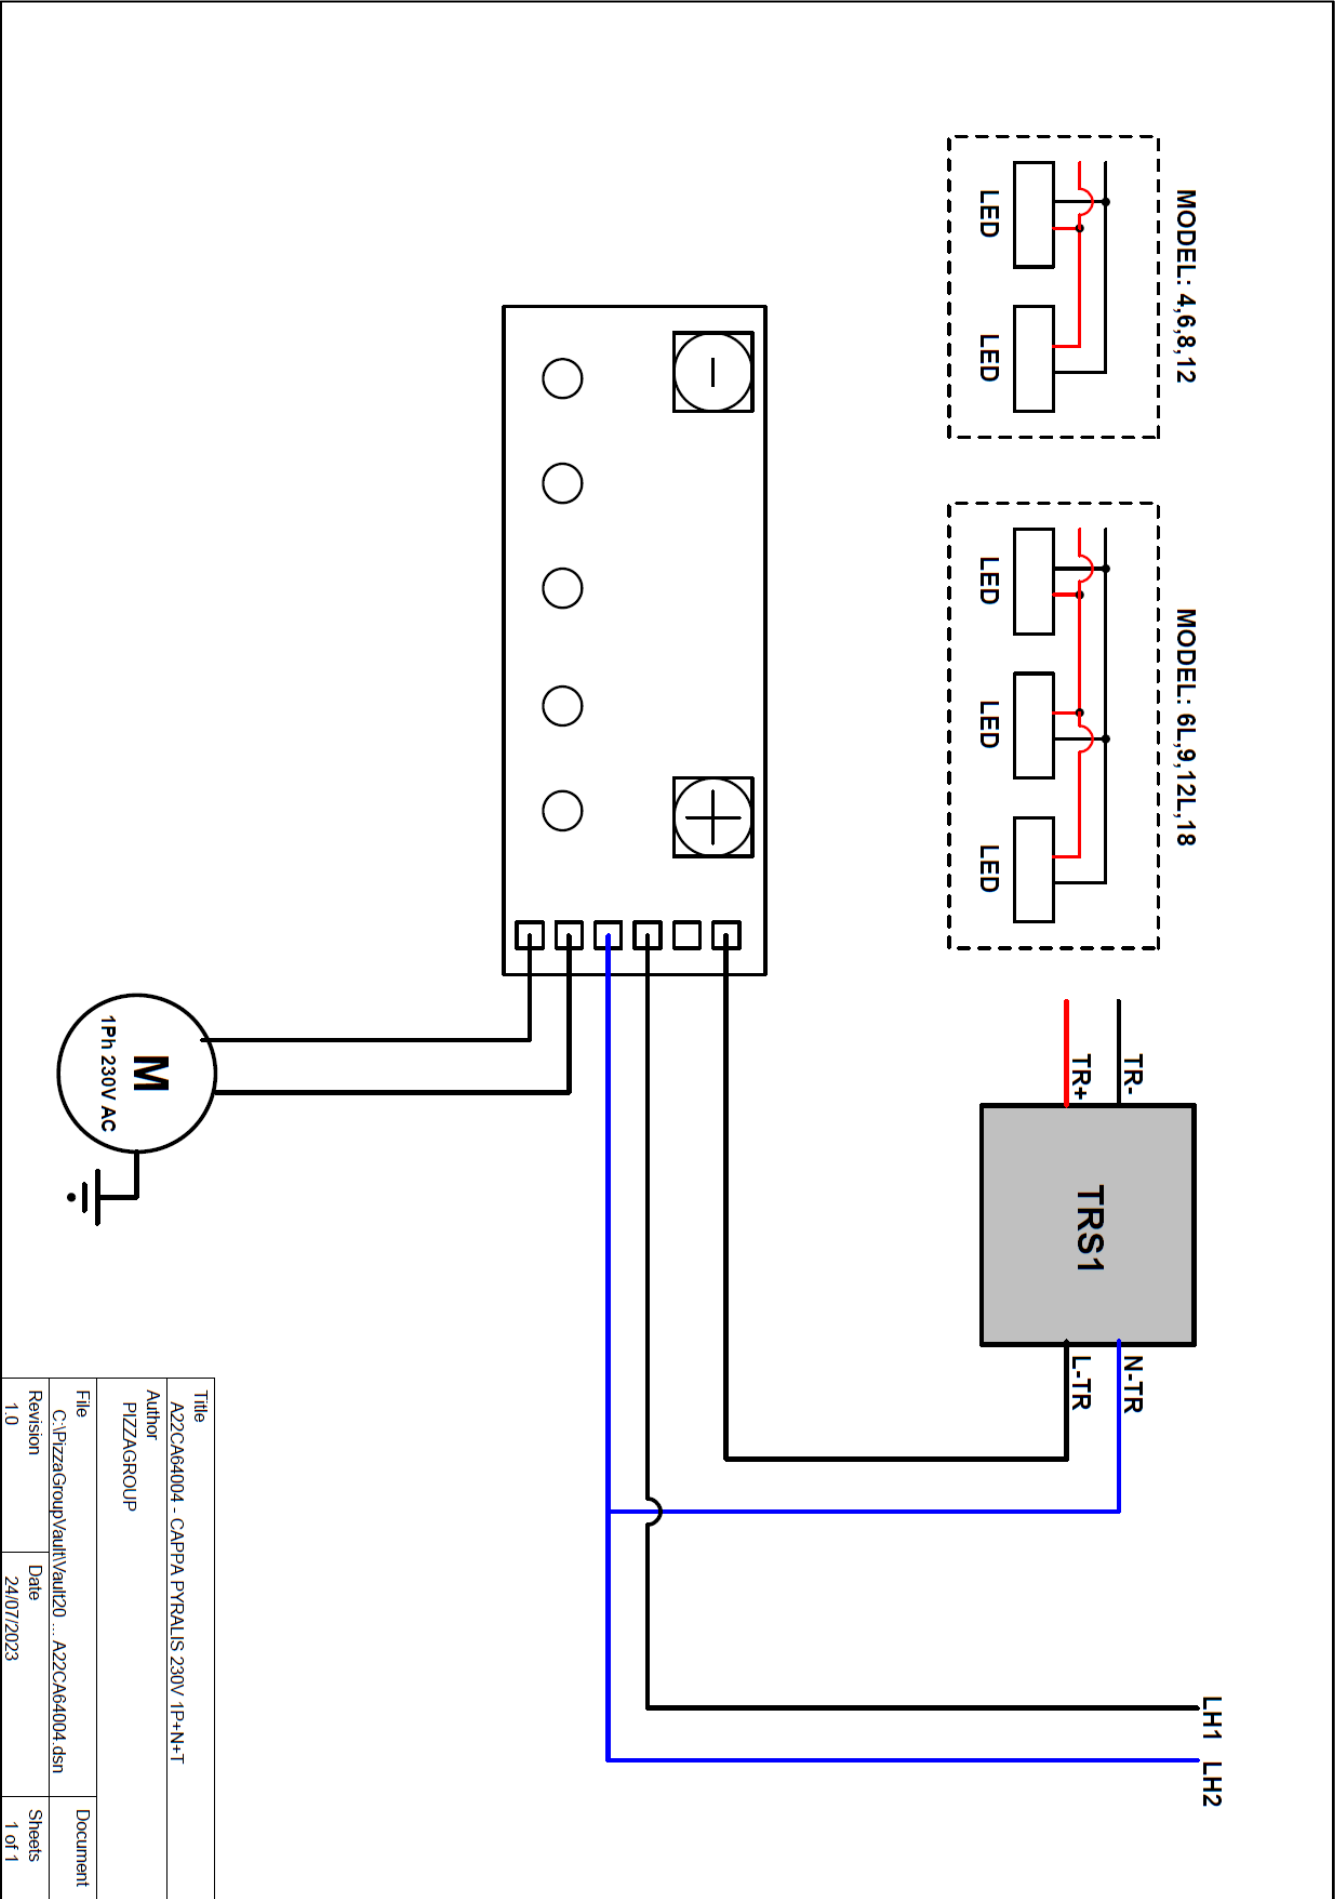 MODEL: 4,6,8,12
LED
LED
MODEL: 6L,9,12L,18
LED
LED
LED
TR-
TR+
TRS1
N-TR
L-TR
LH1
LH2
M
1Ph 230V AC
Title
A22CA64004 - CAPPA PYRALIS 230V 1P+N+T
Author
PIZZAGROUP
File
C:\PizzaGroupVault\Vault20 ... A22CA64004.dsn
Document
Revision
1.0
Date
24/07/2023
Sheets
1 of 1